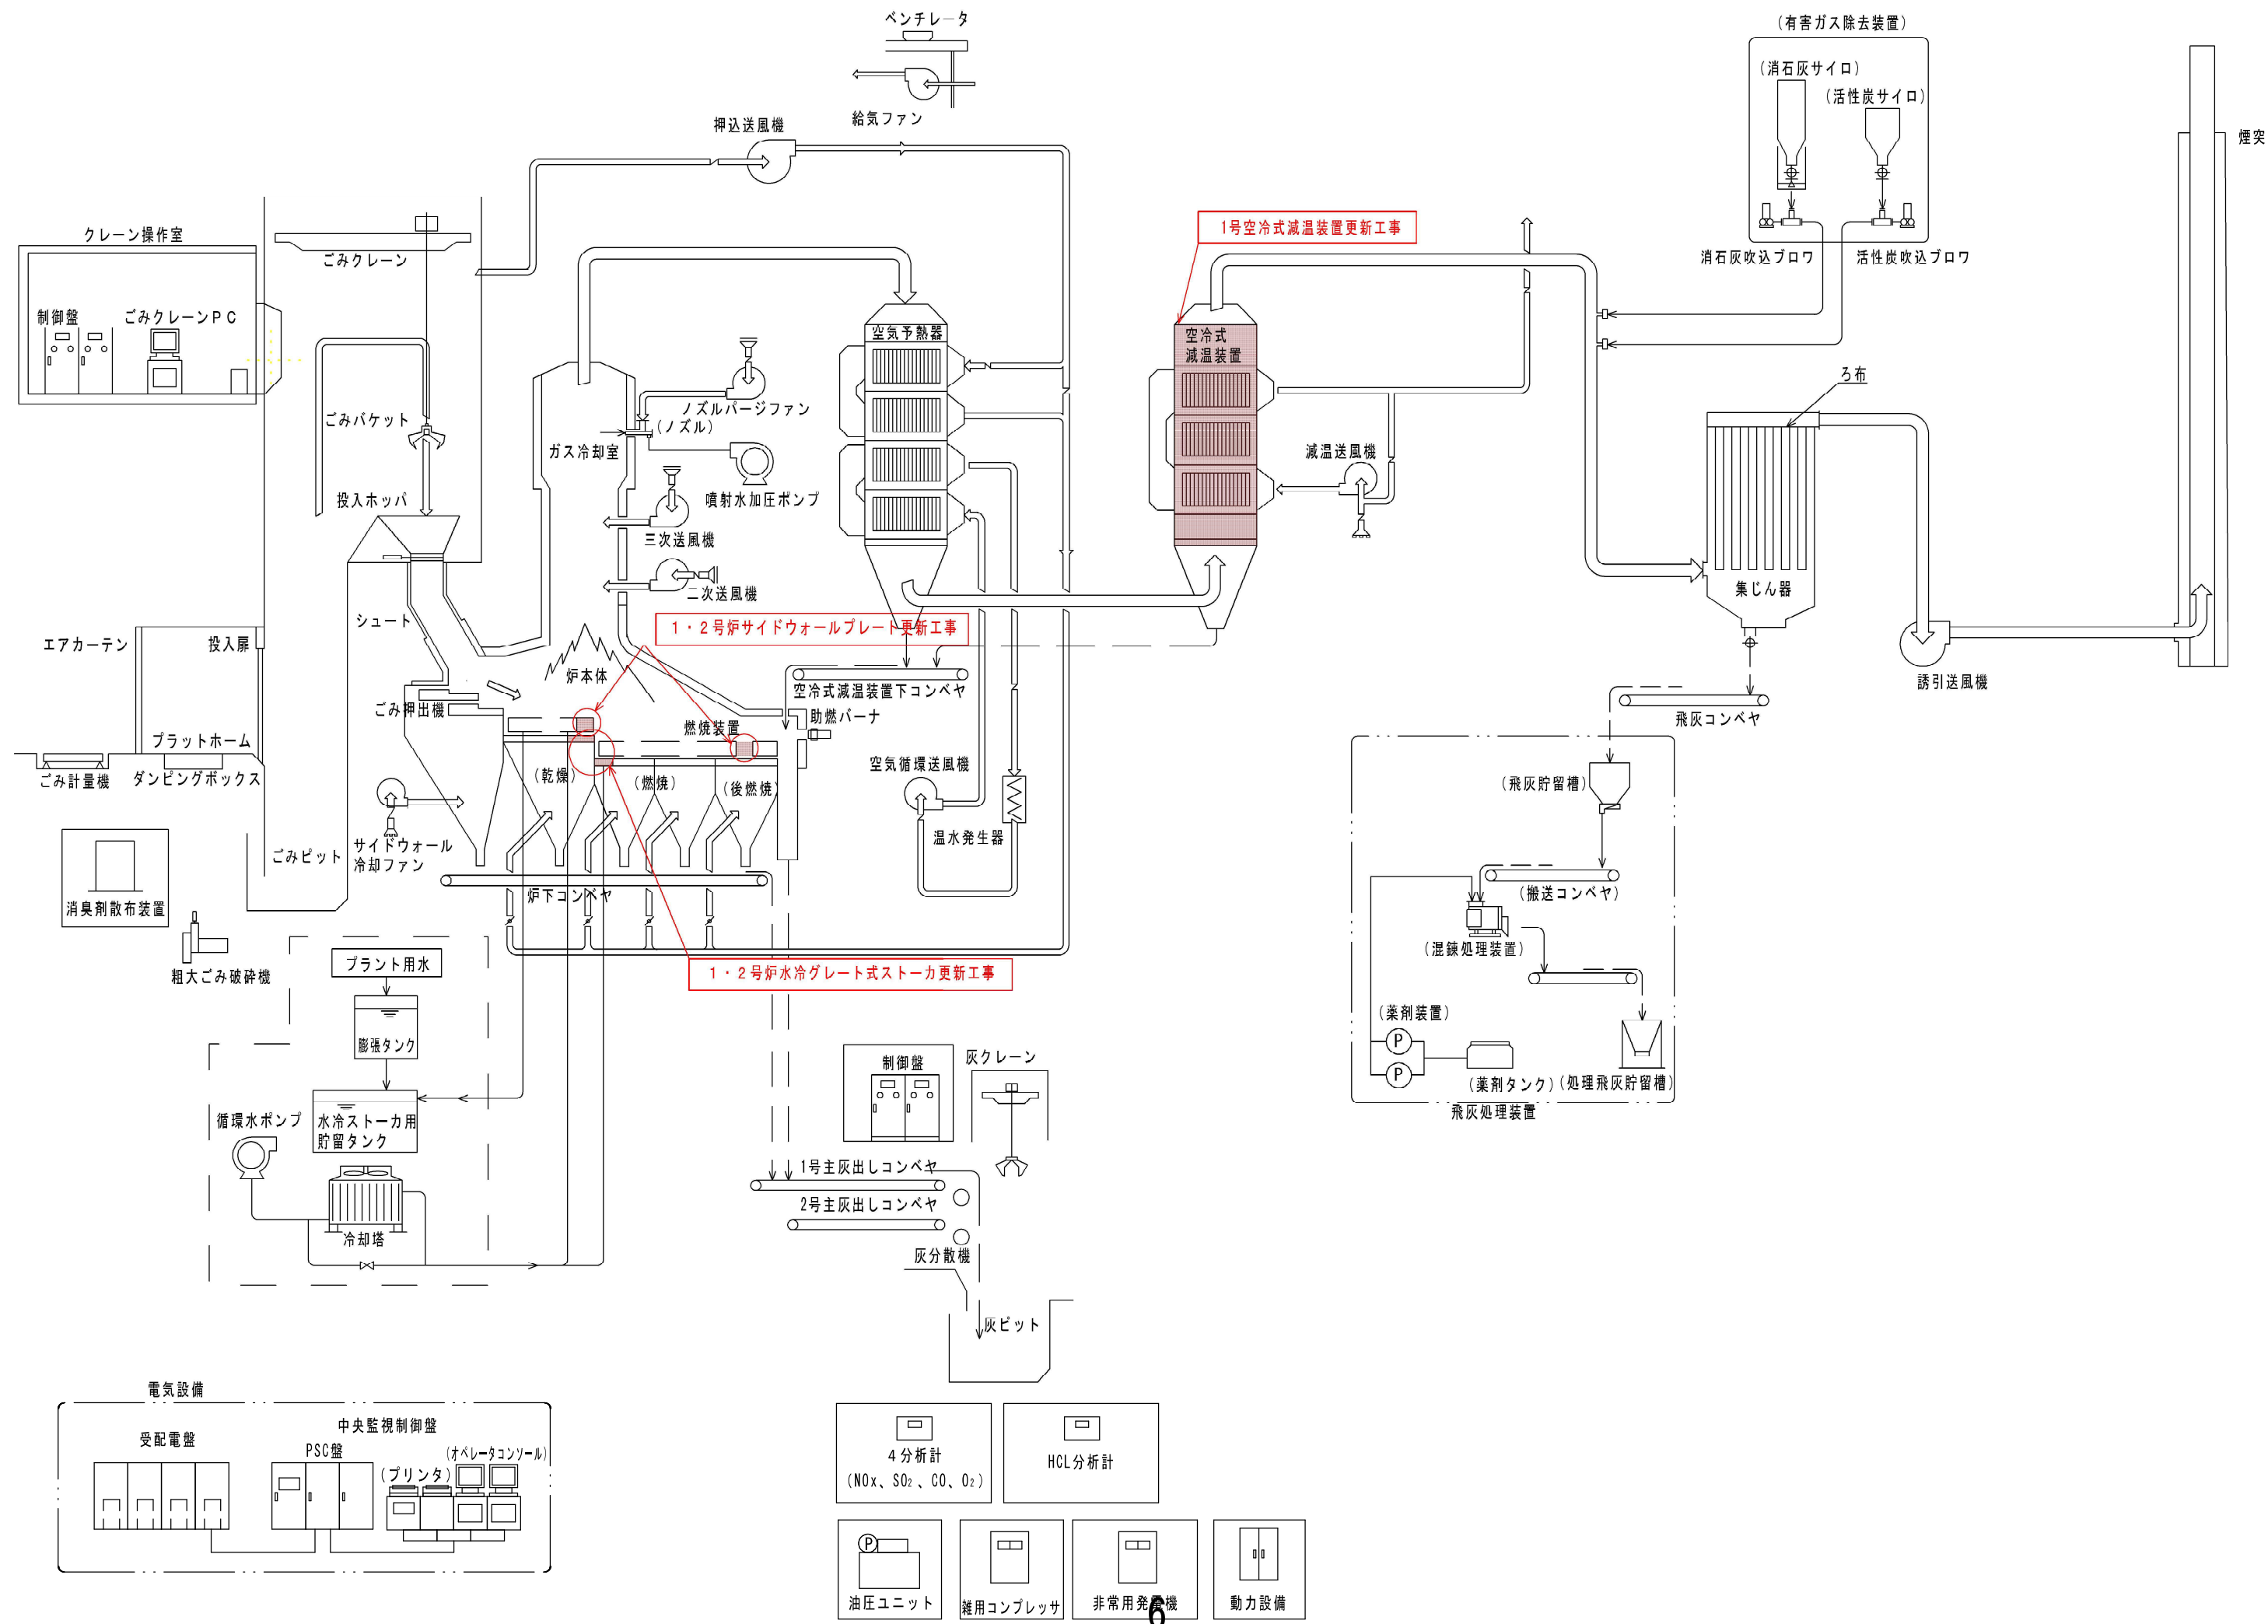 ベンチレータ
給気ファン
押込送風機
(有害ガス除去装置)
(消石灰サイロ)
(活性炭サイロ)
消石灰吹込ブロワ
活性炭吹込ブロワ
煙突
1号空冷式減温装置更新工事
クレーン操作室
制御盤
ごみクレーンPC
ごみクレーン
ごみバケット
投入ホッパ
シュート
エアカーテン
投入扉
プラットホーム
ごみ計量機
ダンピングボックス
ごみ押出機
ごみピット
サイドウォール
冷却ファン
消臭剤散布装置
粗大ごみ破砕機
ガス冷却室
ノズルパージファン
(ノズル)
噴射水加圧ポンプ
三次送風機
二次送風機
空気予熱器
空冷式
減温装置
減温送風機
ろ布
集じん器
誘引送風機
1・2号炉サイドウォールプレート更新工事
炉本体
空冷式減温装置下コンベヤ
助燃バーナ
燃焼装置
(乾燥)
(燃焼)
(後燃焼)
空気循環送風機
温水発生器
炉下コンベヤ
1・2号炉水冷グレート式ストーカ更新工事
飛灰コンベヤ
(飛灰貯留槽)
(搬送コンベヤ)
(混錬処理装置)
(薬剤装置)
P
P
(薬剤タンク)
(処理飛灰貯留槽)
飛灰処理装置
プラント用水
膨張タンク
水冷ストーカ用
貯留タンク
循環水ポンプ
冷却塔
制御盤
灰クレーン
1号主灰出しコンベヤ
2号主灰出しコンベヤ
灰分散機
灰ピット
電気設備
受配電盤
中央監視制御盤
PSC盤
(プリンタ)
(オペレータコンソール)
4分析計
(NOx、SO₂、CO、O₂)
HCL分析計
P
油圧ユニット
雑用コンプレッサ
非常用発電機
動力設備
6